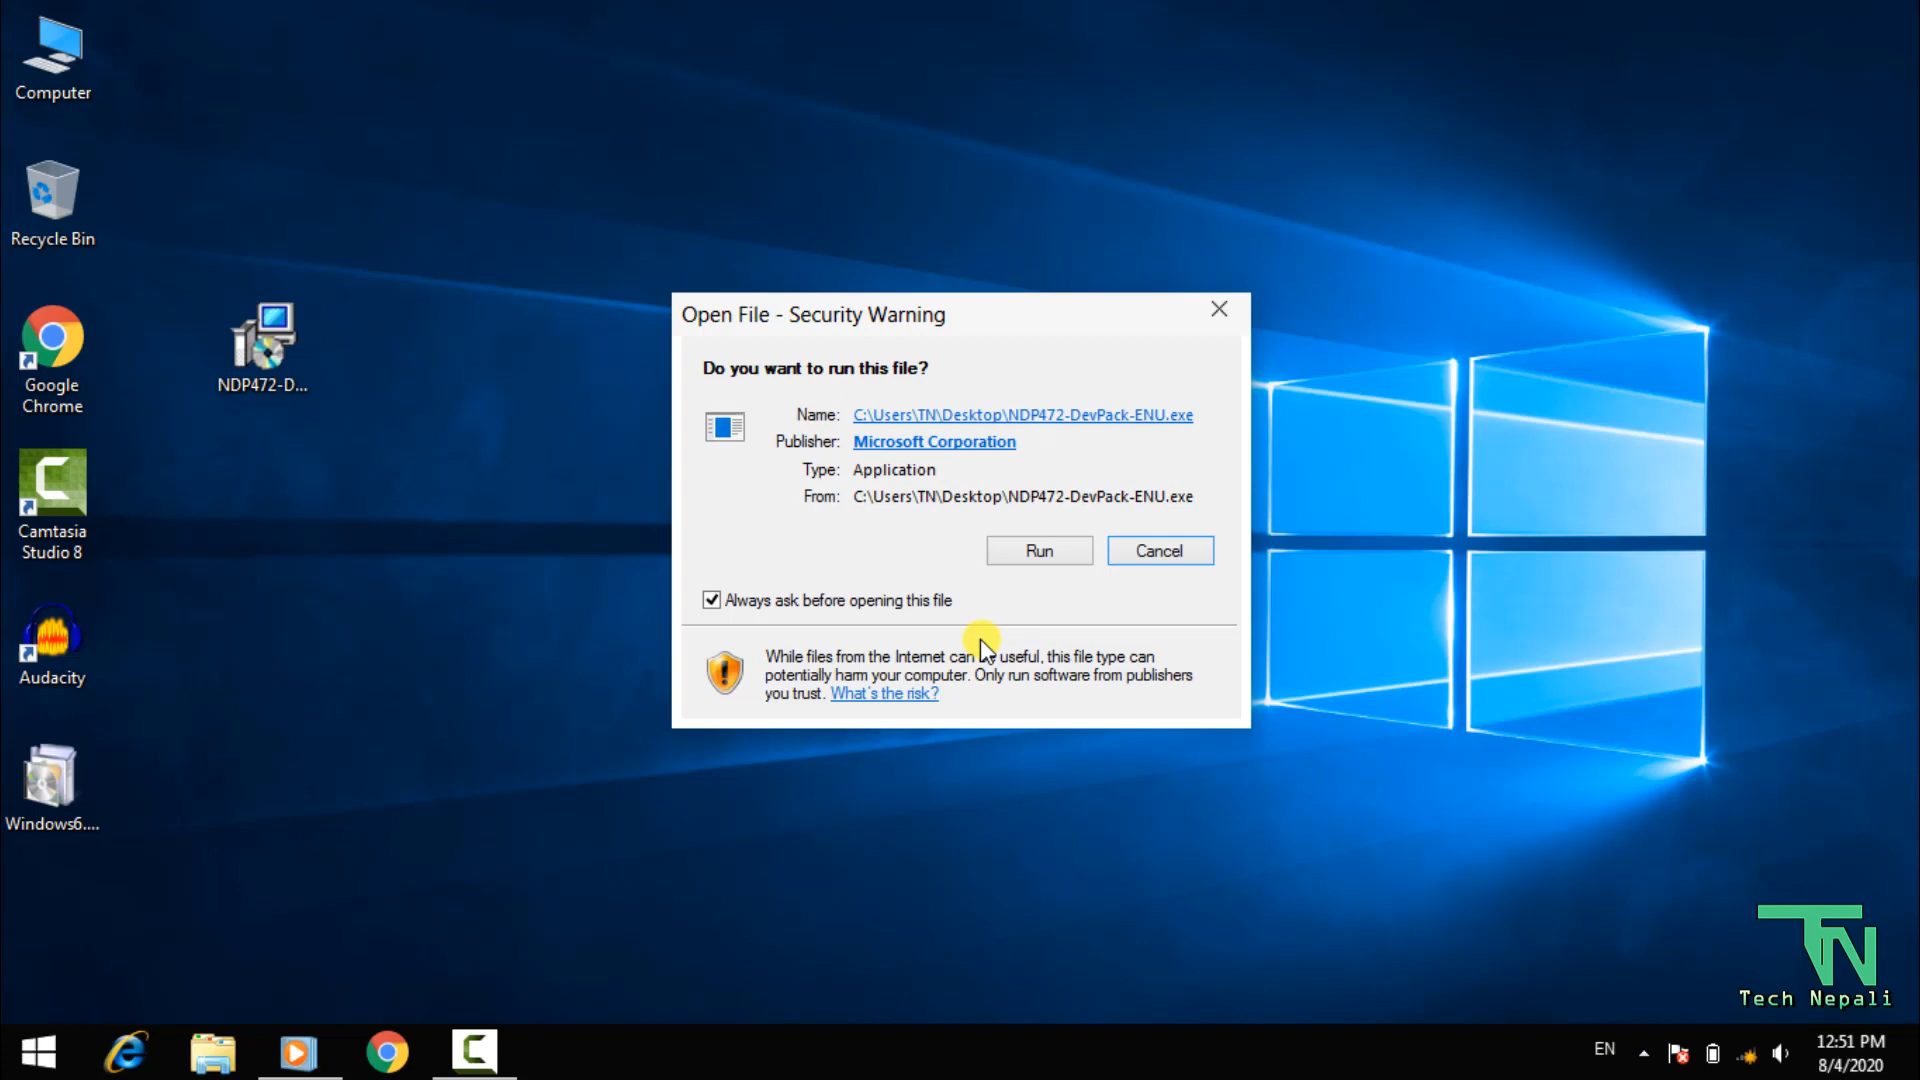 Computer
Recycle Bin
Google
Chrome
NDP472-D...
Camtasia
Studio 8
Audacity
Windows6....
Open File - Security Warning
Do you want to run this file?
Name: C:\Users\TN\Desktop\NDP472-DevPack-ENU.exe
Publisher: Microsoft Corporation
Type: Application
From: C:\Users\TN\Desktop\NDP472-DevPack-ENU.exe
Run Cancel
Always ask before opening this file
While files from the Internet can be useful, this file type can
potentially harm your computer. Only run software from publishers
you trust. What's the risk?
TN
Tech Nepali
EN
12:51 PM
8/4/2020